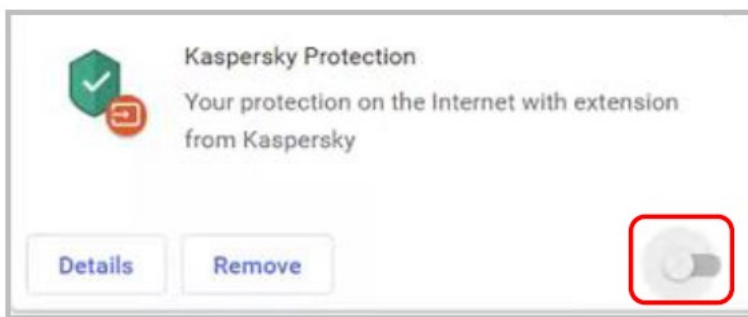 Kaspersky Protection
Your protection on the Internet with extension
from Kaspersky
Details Remove